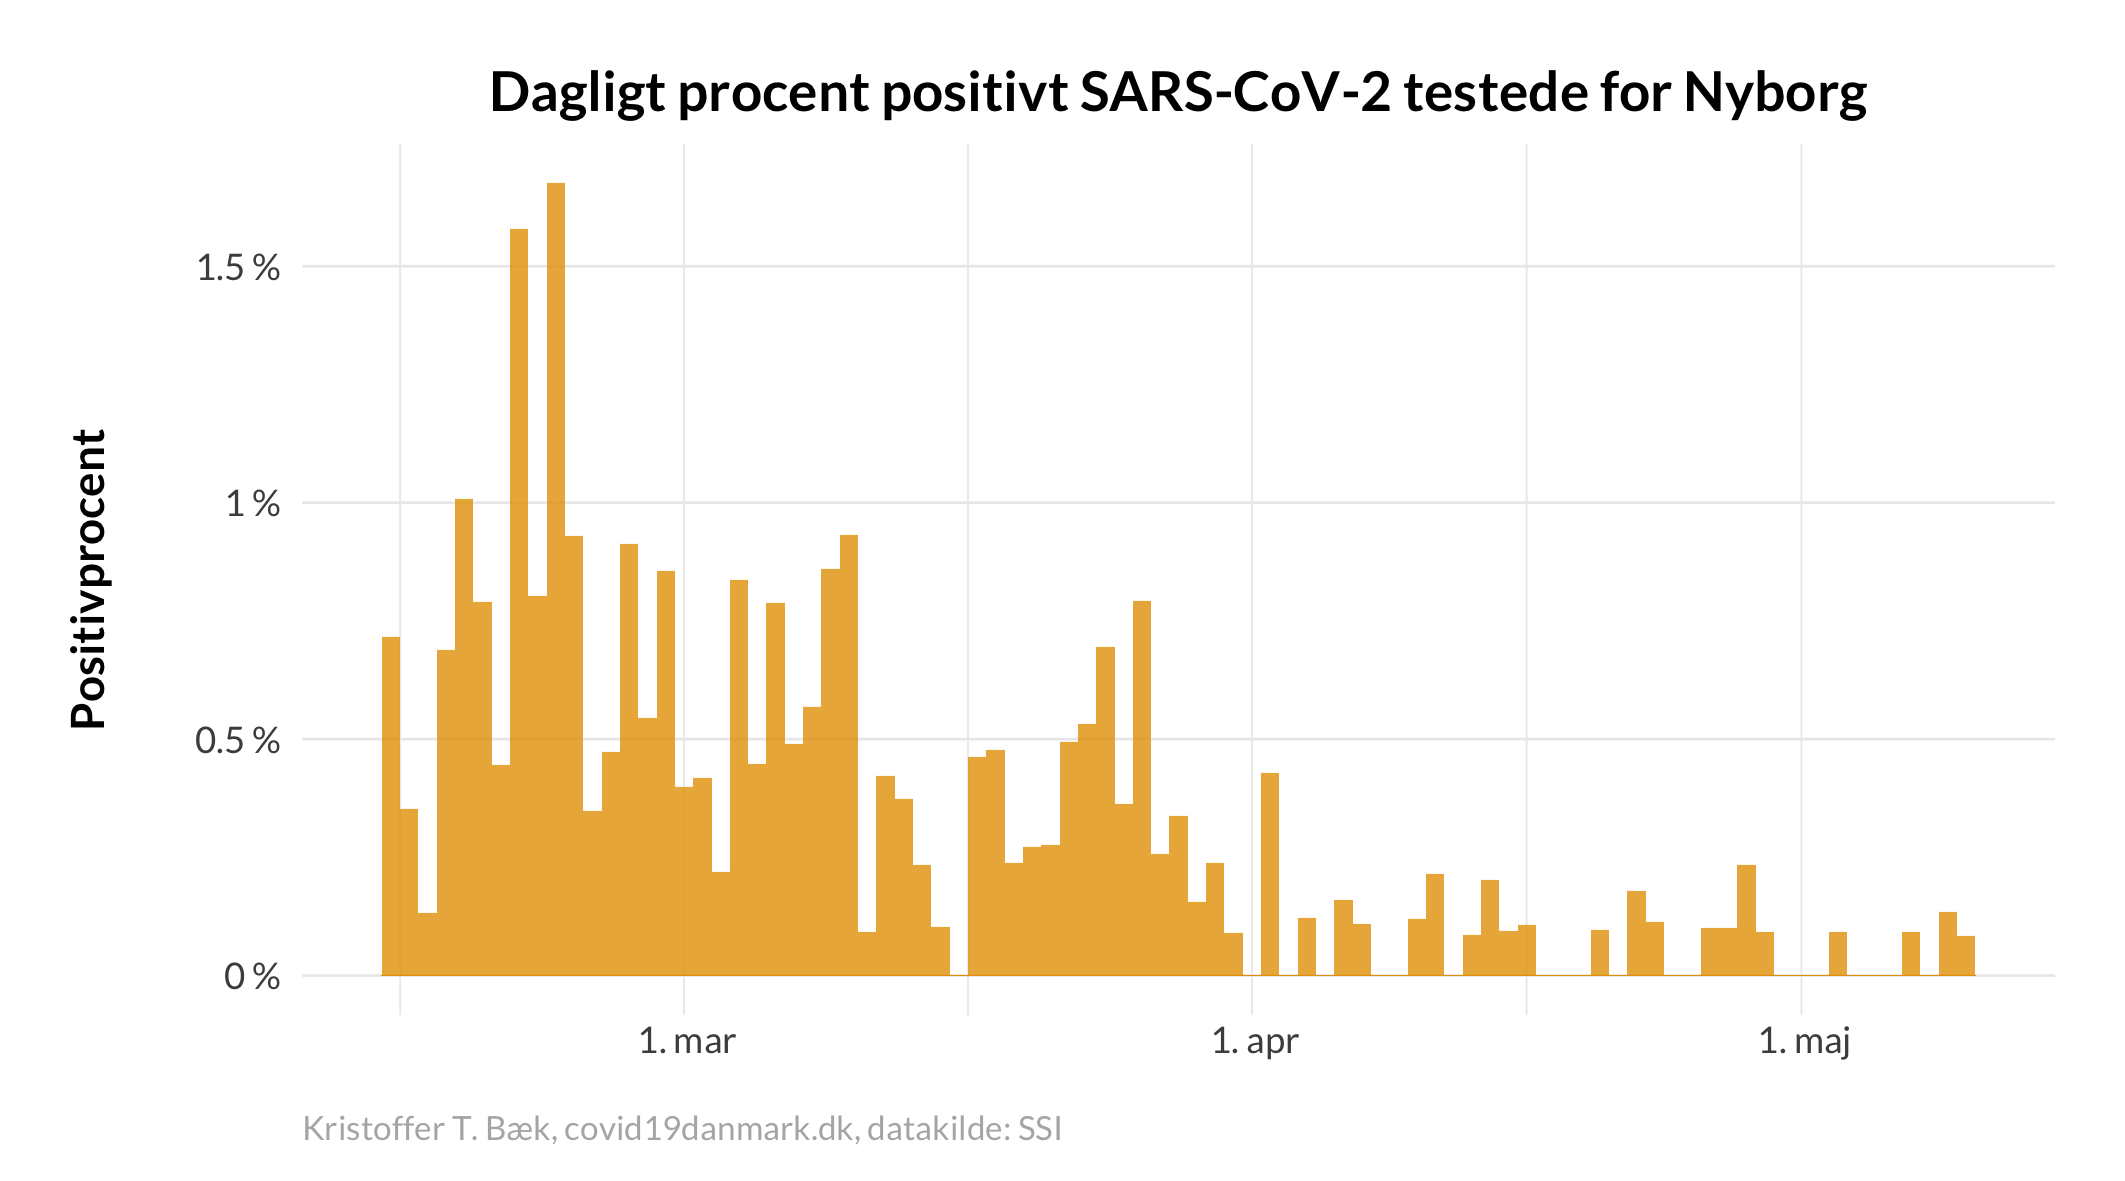 Dagligt procent positivt SARS-CoV-2 testede for Nyborg
Positivprocent
1.5 %
1 %
0.5 %
0 %
1. mar
1. apr
1. maj
Kristoffer T. Bæk, covid19danmark.dk, datakilde: SSI